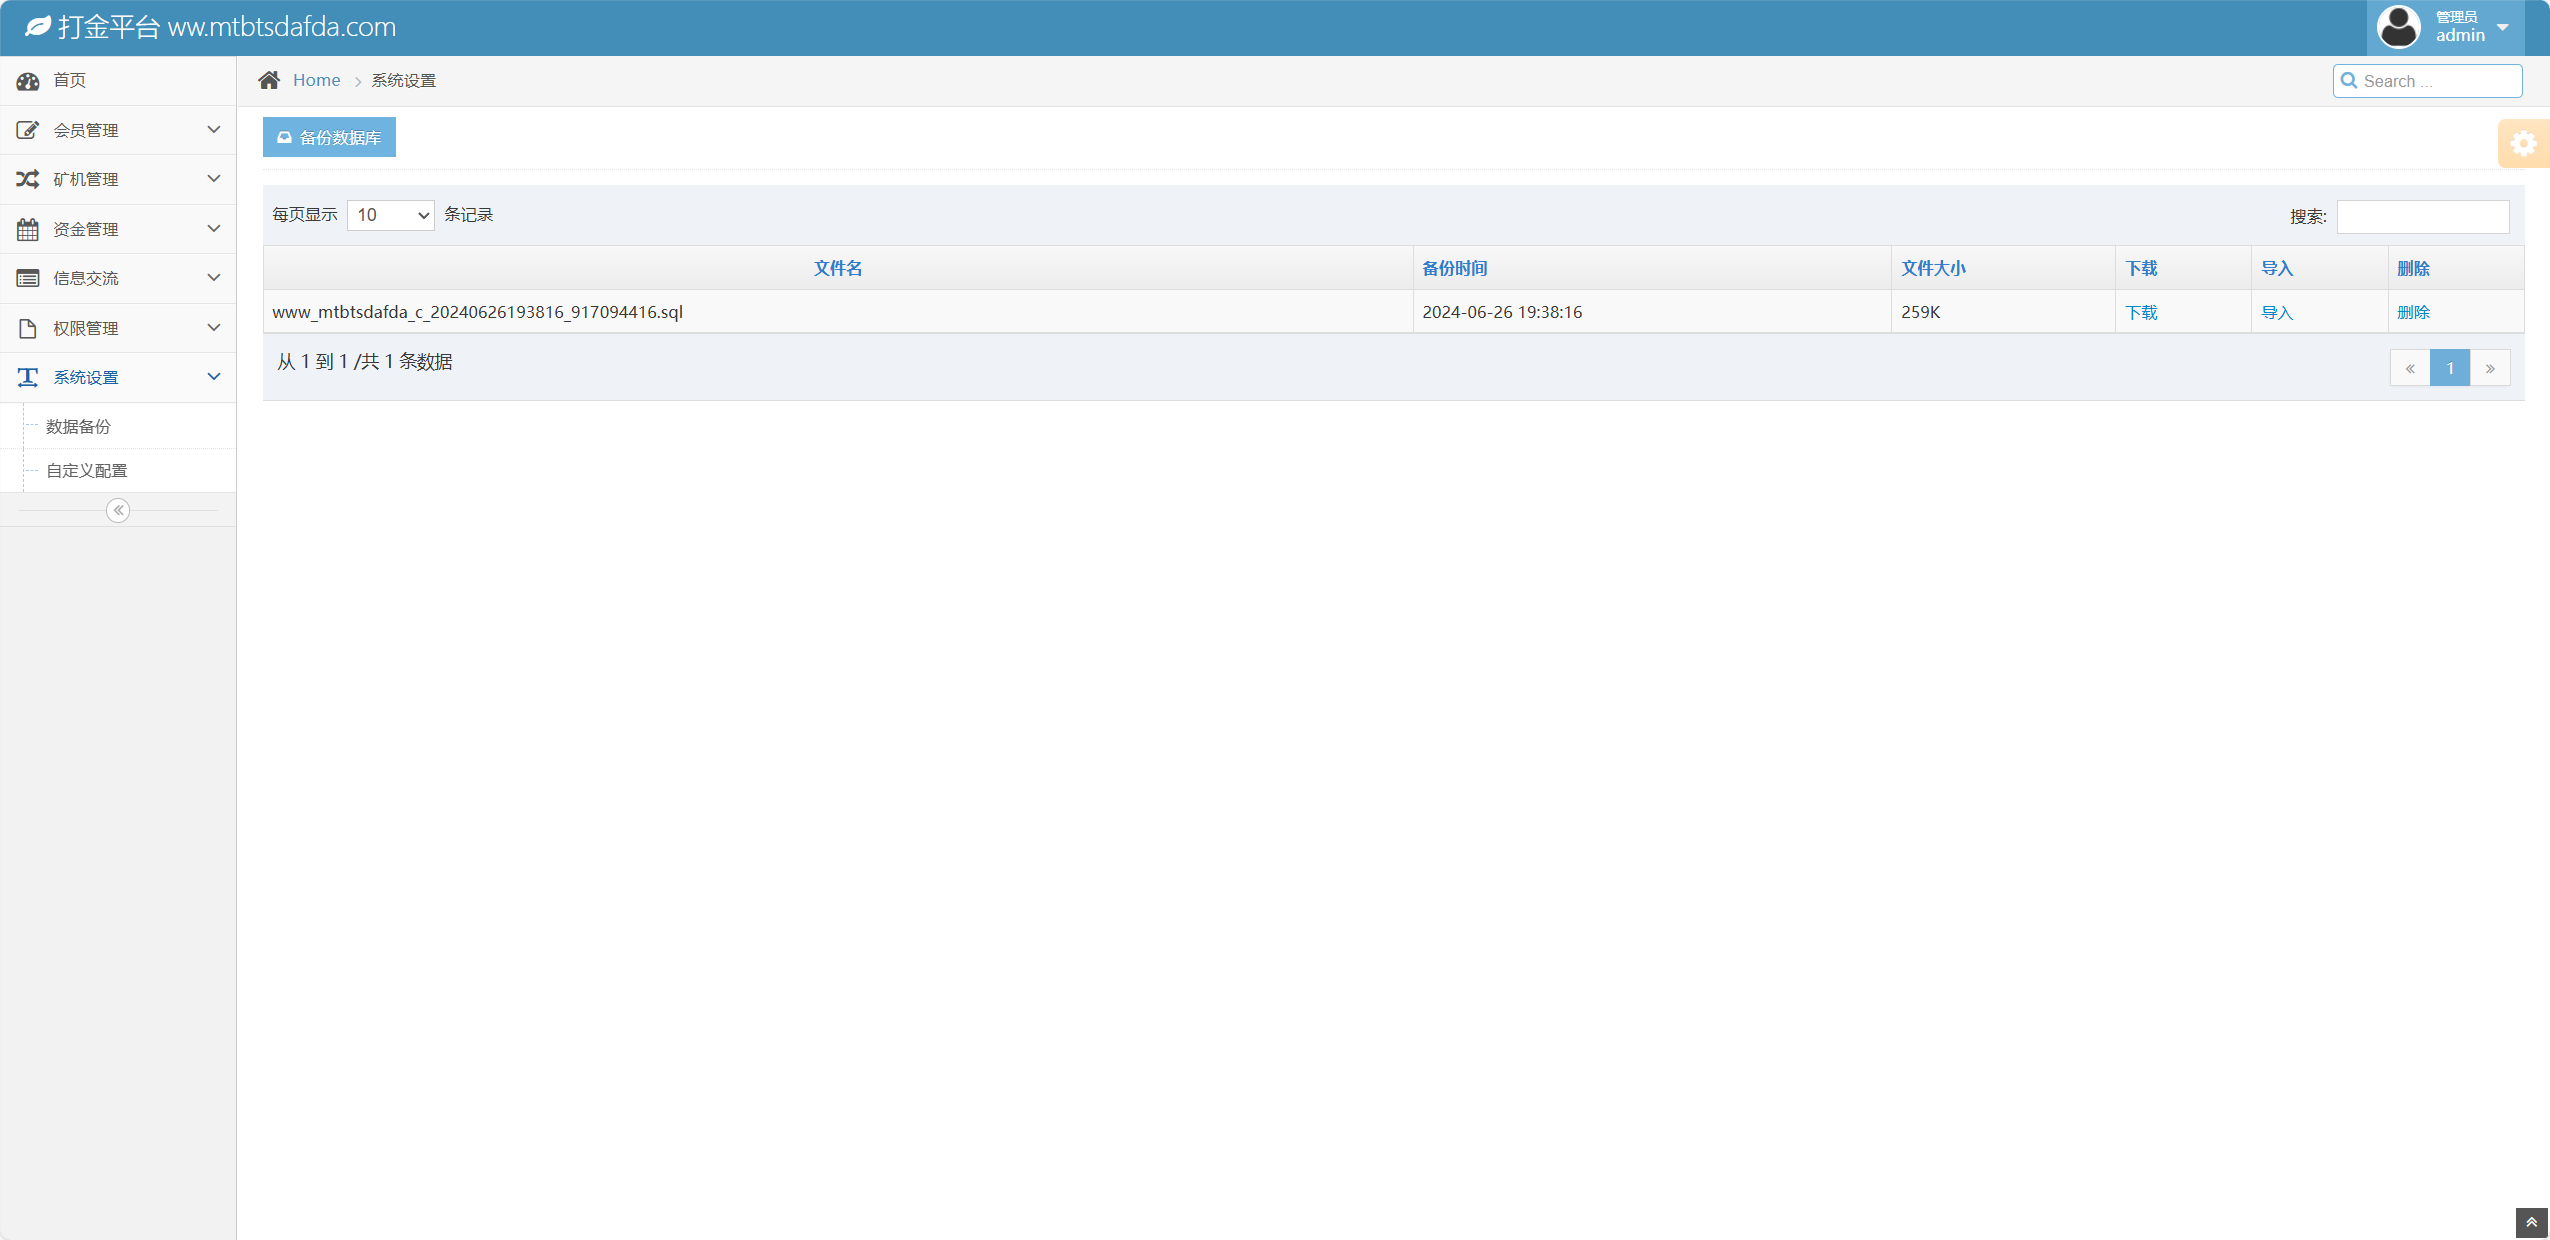 打金平台 ww.mtbtsdafda.com
管理员
admin
首页
会员管理
矿机管理
资金管理
信息交流
权限管理
系统设置
数据备份
自定义配置
Home
系统设置
Search ...
备份数据库
每页显示 10 条记录
搜索:
文件名 备份时间 文件大小 下载 导入 删除
www_mtbtsdafda_c_20240626193816_917094416.sql 2024-06-26 19:38:16 259K 下载 导入 删除
从 1 到 1 /共 1 条数据
« 1 »